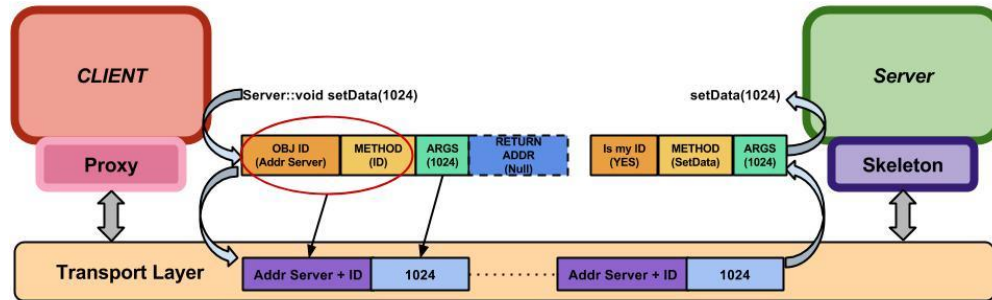 CLIENT
Server
Server::void setData(1024)
setData(1024)
OBJ ID
(Addr Server)
METHOD
(ID)
ARGS
(1024)
RETURN
ADDR
(Null)
Is my ID
(YES)
METHOD
(SetData)
ARGS
(1024)
Proxy
Skeleton
Transport Layer
Addr Server + ID
1024
Addr Server + ID
1024